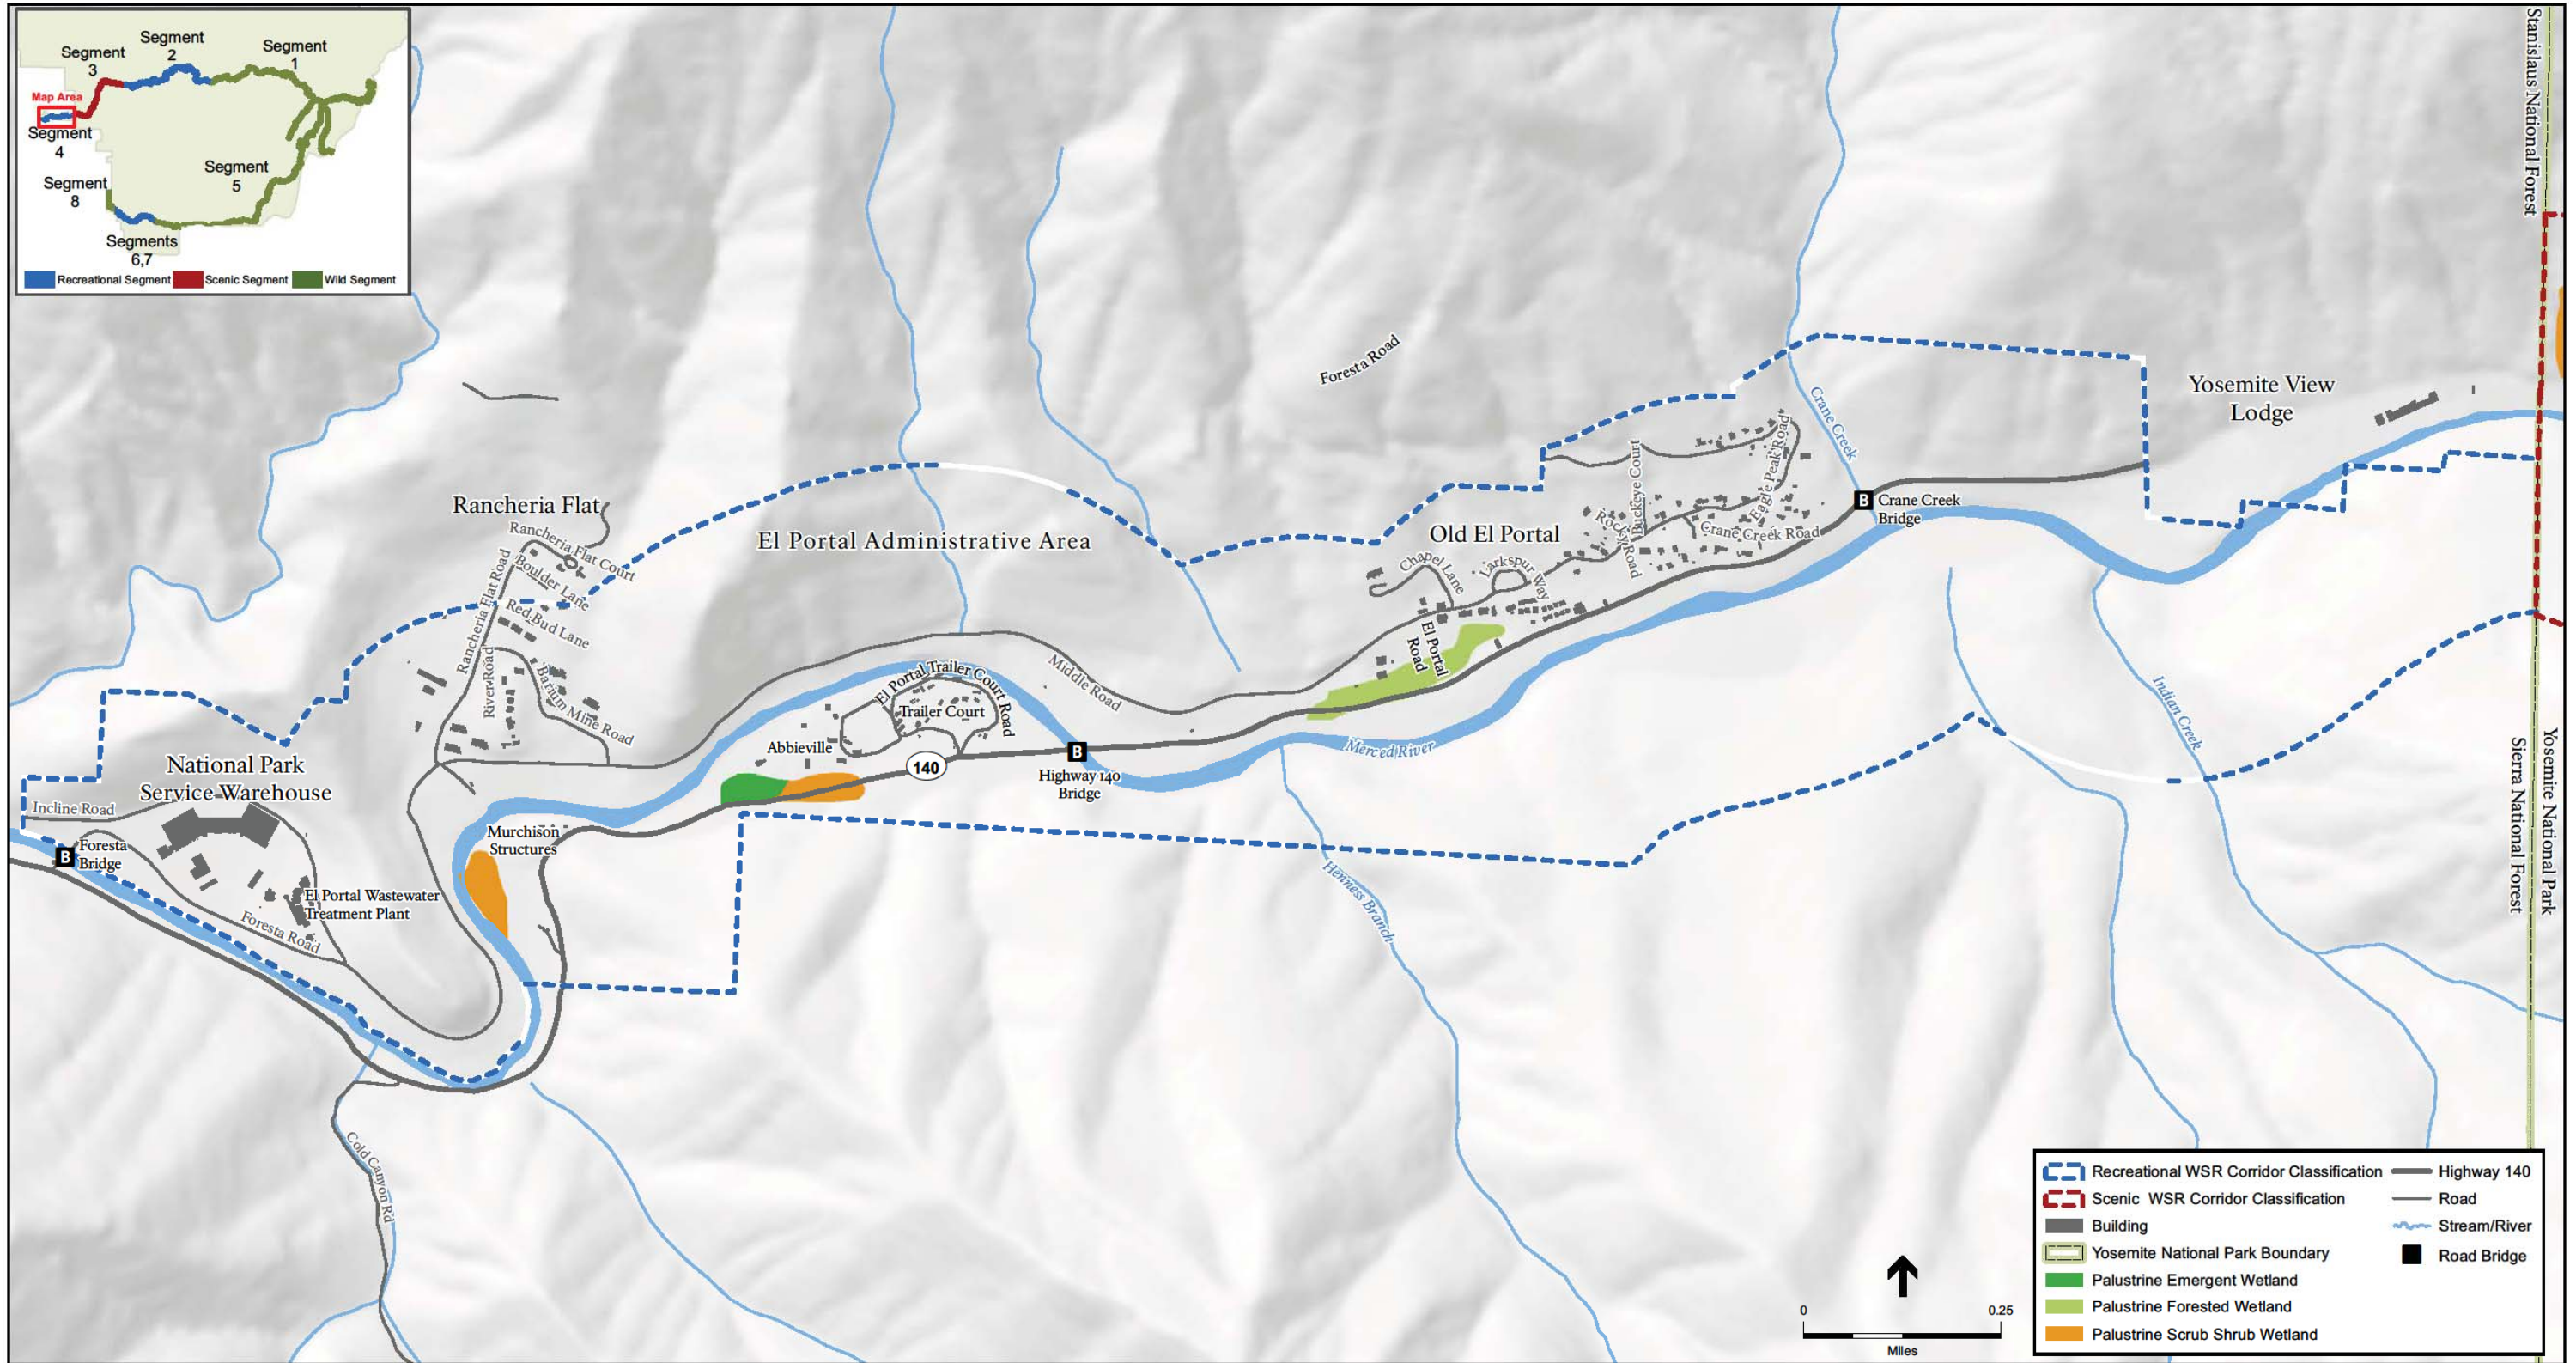 Segment
1
Segment
2
Segment
3
Map Area
Segment
4
Segment
5
Segment
8
Segments
6,7
Recreational Segment
Scenic Segment
Wild Segment
Stanislaus National Forest
Foresta Road
Crane Creek
Yosemite View
Lodge
Rancheria Flat
Rancheria Flat Court
Boulder Lane
Red Bud Lane
Rancheria Flat Road
River Road
Barium Mine Road
El Portal Administrative Area
Old El Portal
Chapel Lane
Larkspur Way
Rocky Road
Buckeye Court
Eagle Peak Road
Crane Creek Road
B
Crane Creek
Bridge
El Portal
Road
Middle Road
El Portal Trailer Court Road
Trailer Court
Abbieville
140
B
Highway 140
Bridge
Merced River
Indian Creek
Henness Branch
Yosemite National Park
Sierra National Forest
National Park
Service Warehouse
Incline Road
B
Foresta
Bridge
Murchison
Structures
El Portal Wastewater
Treatment Plant
Foresta Road
Cold Canyon Rd
0
0.25
Miles
Recreational WSR Corridor Classification
Scenic WSR Corridor Classification
Building
Yosemite National Park Boundary
Palustrine Emergent Wetland
Palustrine Forested Wetland
Palustrine Scrub Shrub Wetland
Highway 140
Road
Stream/River
Road Bridge